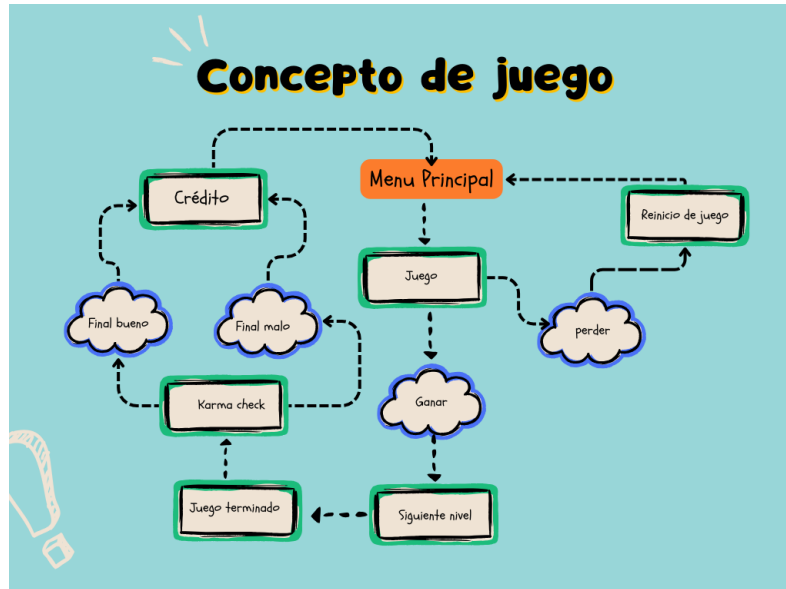 Concepto de juego
Menu Principal
Crédito
Reinicio de juego
Juego
Final bueno
Final malo
perder
Karma check
Ganar
Juego terminado
Siguiente nivel